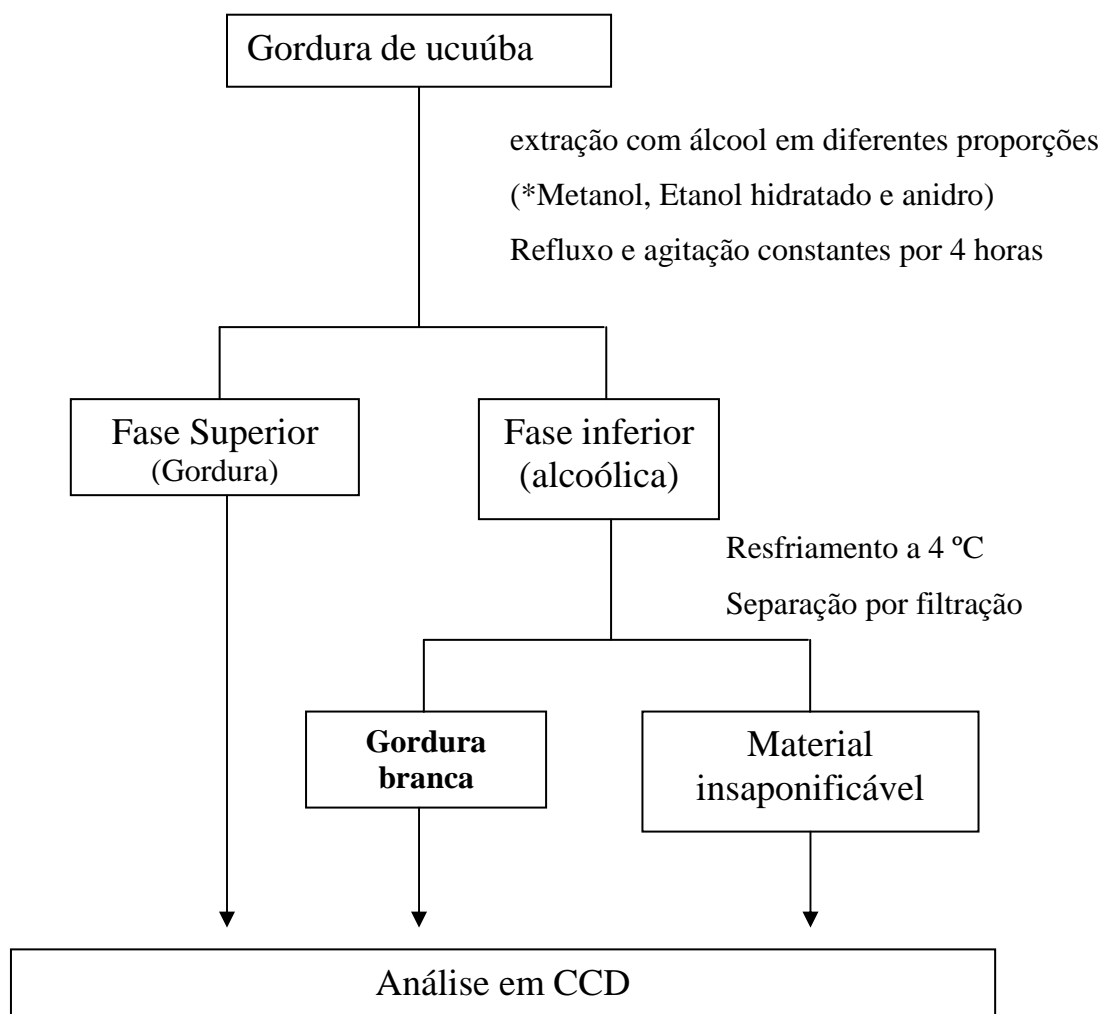 Gordura de ucuúba
extração com álcool em diferentes proporções
(*Metanol, Etanol hidratado e anidro)
Refluxo e agitação constantes por 4 horas
Fase Superior
(Gordura)
Fase inferior
(alcoólica)
Resfriamento a 4 ºC
Separação por filtração
Gordura
branca
Material
insaponificável
Análise em CCD